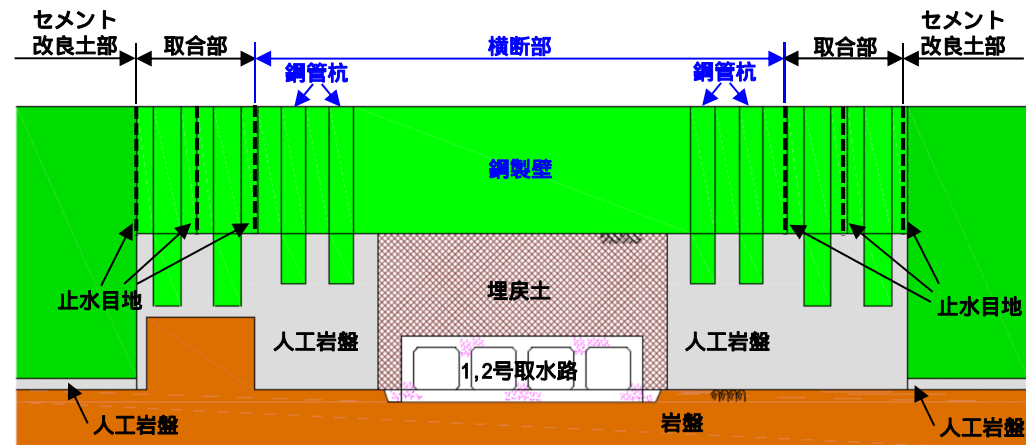 セメント
改良土部
取合部
横断部
取合部
セメント
改良土部
鋼管杭
鋼管杭
鋼製壁
止水目地
埋戻土
止水目地
人工岩盤
1,2号取水路
人工岩盤
人工岩盤
岩盤
人工岩盤